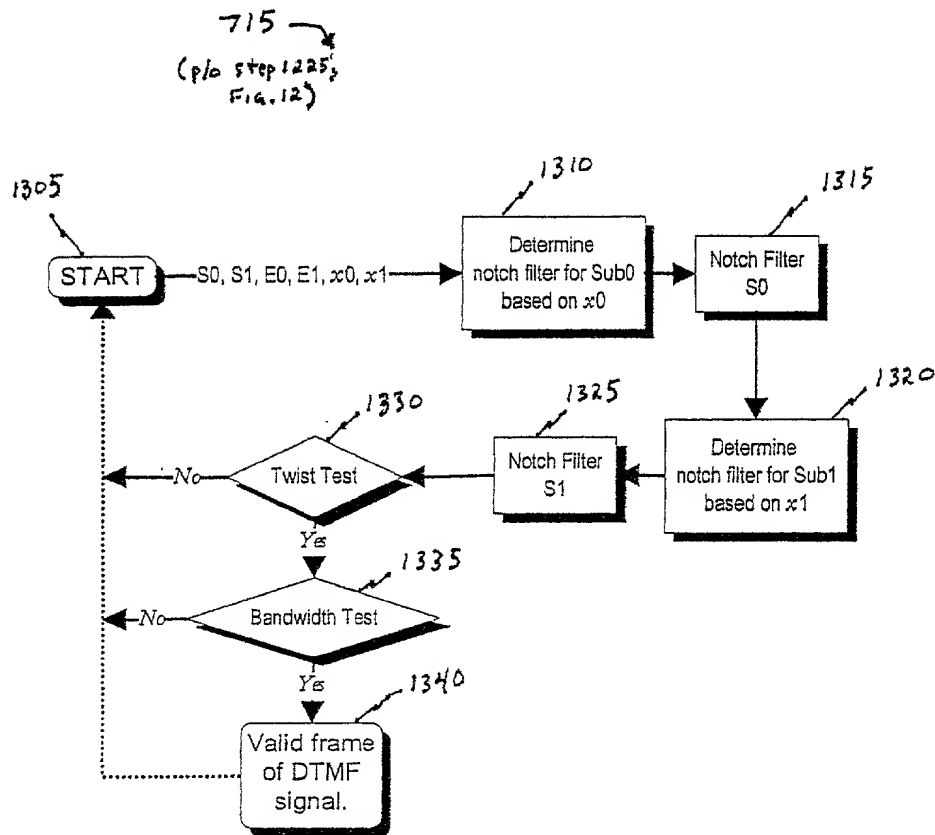 715
(p/o step 1225;
FIG. 12)
1305
START
S0, S1, E0, E1, x0, x1
1310
Determine
notch filter for Sub0
based on x0
1315
Notch Filter
S0
1320
Determine
notch filter for Sub1
based on x1
1325
Notch Filter
S1
1330
Twist Test
No
Yes
1335
Bandwidth Test
No
Yes
1340
Valid frame
of DTMF
signal.